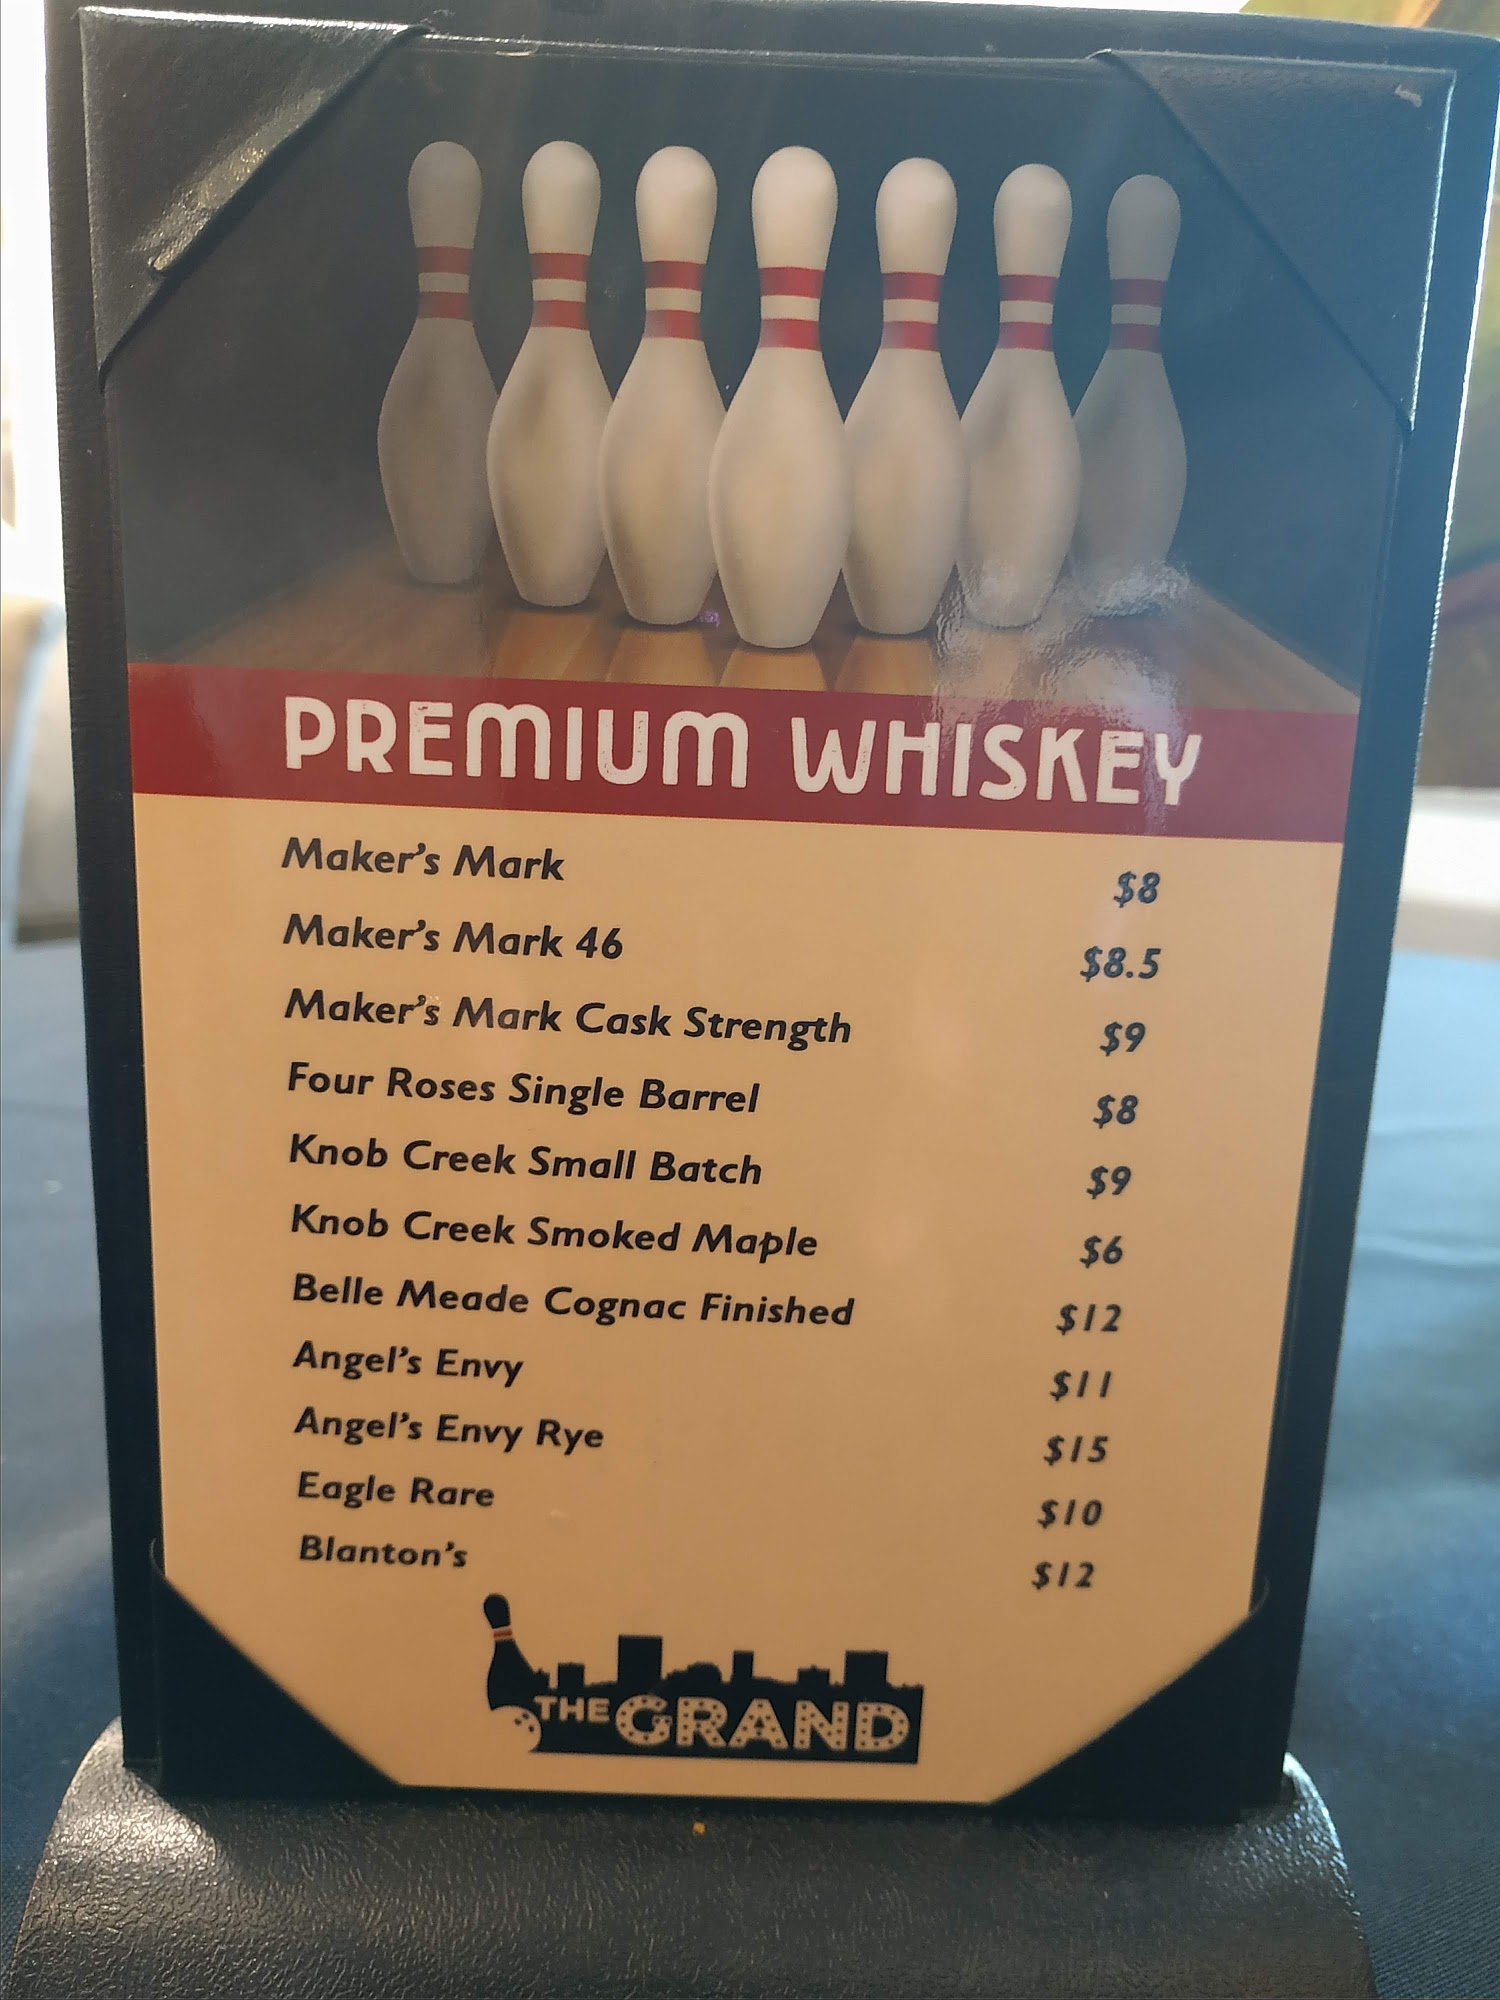 PREMIUM WHISKEY
Maker's Mark $8
Maker's Mark 46 $8.5
Maker's Mark Cask Strength $9
Four Roses Single Barrel $8
Knob Creek Small Batch $9
Knob Creek Smoked Maple $6
Belle Meade Cognac Finished $12
Angel's Envy $11
Angel's Envy Rye $15
Eagle Rare $10
Blanton's $12
THE GRAND